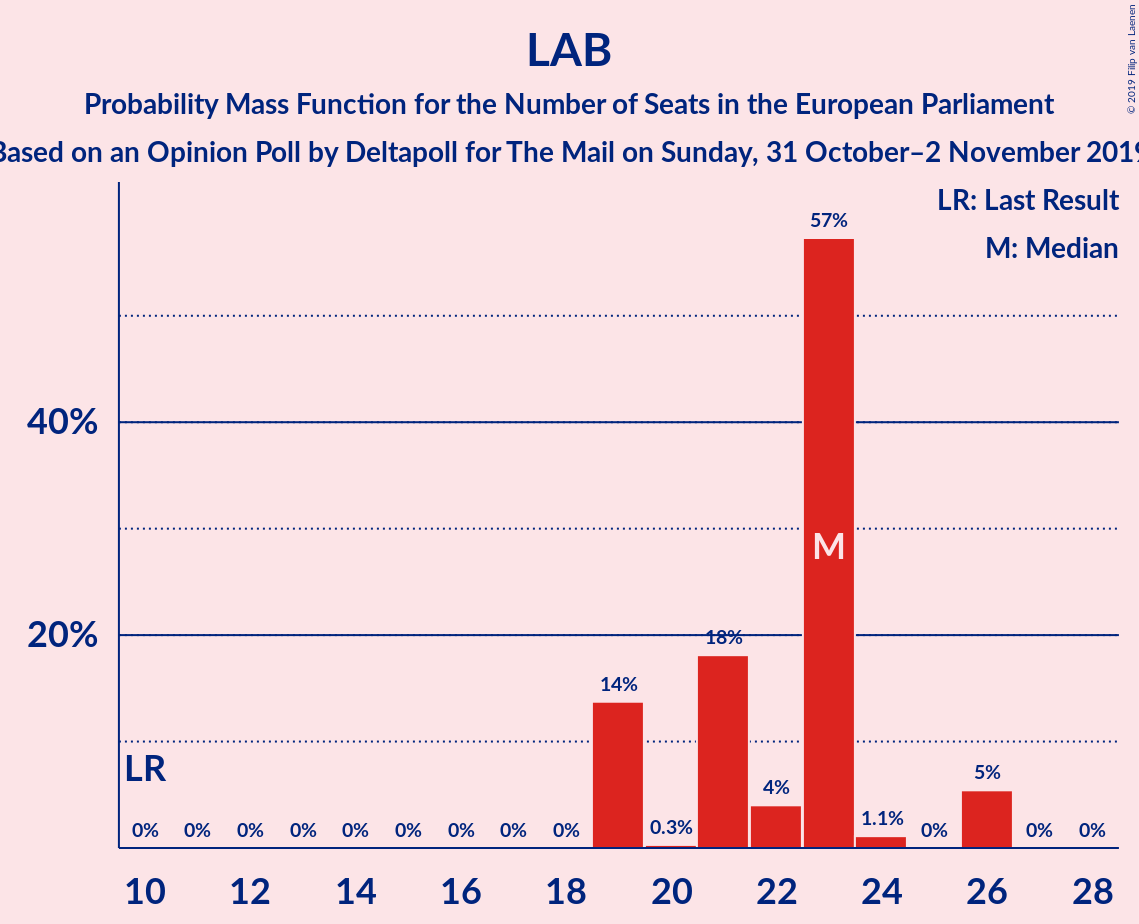 © 2019 Filip van Laenen
LAB
Probability Mass Function for the Number of Seats in the European Parliament
Based on an Opinion Poll by Deltapoll for The Mail on Sunday, 31 October–2 November 2019
LR: Last Result
M: Median
57%
40%
M
20%
18%
14%
LR
5%
4%
0% 0% 0% 0% 0% 0% 0% 0% 0% 0.3% 1.1% 0% 0% 0%
10 12 14 16 18 20 22 24 26 28